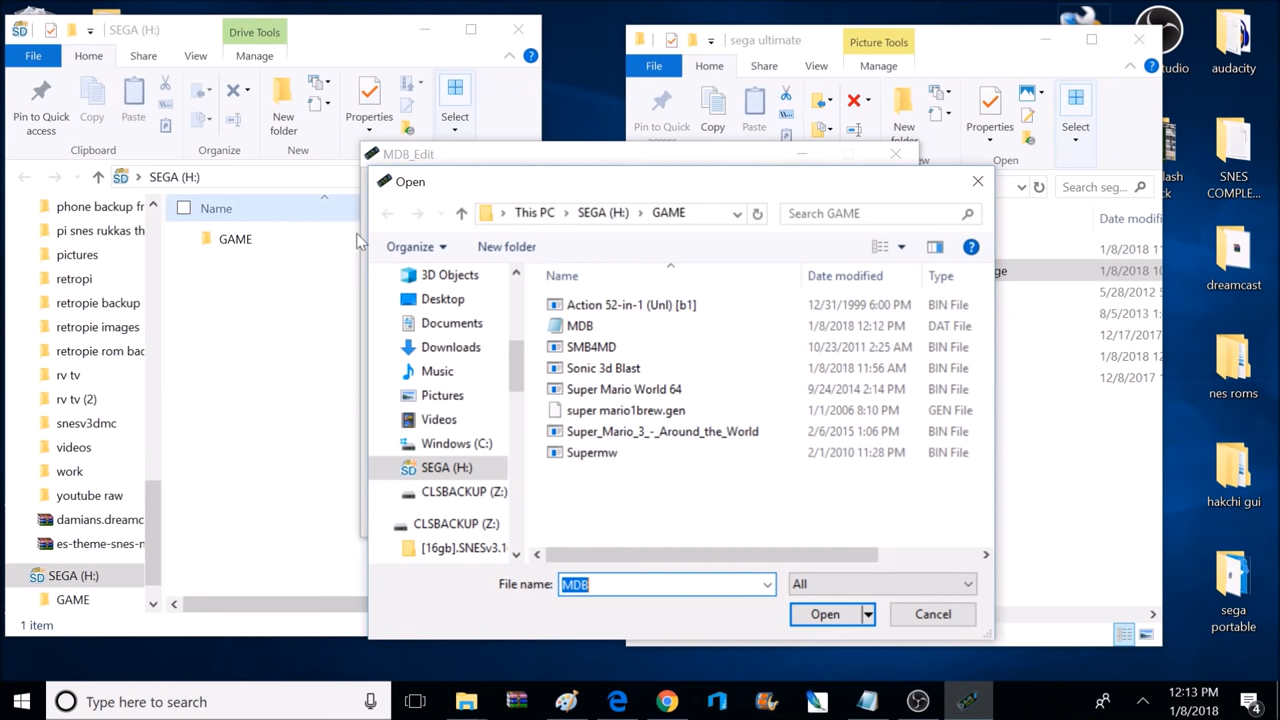 SEGA (H:)
Drive Tools
File
Home
Share
View
Manage
Pin to Quick access
Copy
Paste
New folder
Properties
Select
Clipboard
Organize
New
SEGA (H:)
phone backup fr
pi snes rukkas th
pictures
retropi
retropie backup
retropie images
retropie rom bac
rv tv
rv tv (2)
snesv3dmc
videos
work
youtube raw
damians.dreamc
es-theme-snes-n
SEGA (H:)
GAME
Name
GAME
1 item
sega ultimate
Picture Tools
File
Home
Share
View
Manage
Pin to Quick access
Copy
Paste
New folder
Properties
Select
Clipboard
Organize
New
Open
Search seg...
Date modifi
1/8/2018 11
ge
1/8/2018 10
5/28/2012
8/5/2013
12/17/2017
1/8/2018 12
12/8/2017
MDB_Edit
Open
This PC
SEGA (H:)
GAME
Search GAME
Organize
New folder
3D Objects
Desktop
Documents
Downloads
Music
Pictures
Videos
Windows (C:)
SEGA (H:)
CLSBACKUP (Z:)
CLSBACKUP (Z:)
[16gb].SNESv3.1
Name
Date modified
Type
Action 52-in-1 (Unl) [b1]
12/31/1999 6:00 PM
BIN File
MDB
1/8/2018 12:12 PM
DAT File
SMB4MD
10/23/2011 2:25 AM
BIN File
Sonic 3d Blast
1/8/2018 11:56 AM
BIN File
Super Mario World 64
9/24/2014 2:14 PM
BIN File
super mario1brew.gen
1/1/2006 8:10 PM
GEN File
Super_Mario_3_-_Around_the_World
2/6/2015 1:06 PM
BIN File
Supermw
2/1/2010 11:28 PM
BIN File
File name:
MDB
All
Open
Cancel
audacity
SNES COMPLE...
dreamcast
nes roms
hakchi gui
sega portable
Type here to search
12:13 PM
1/8/2018
4